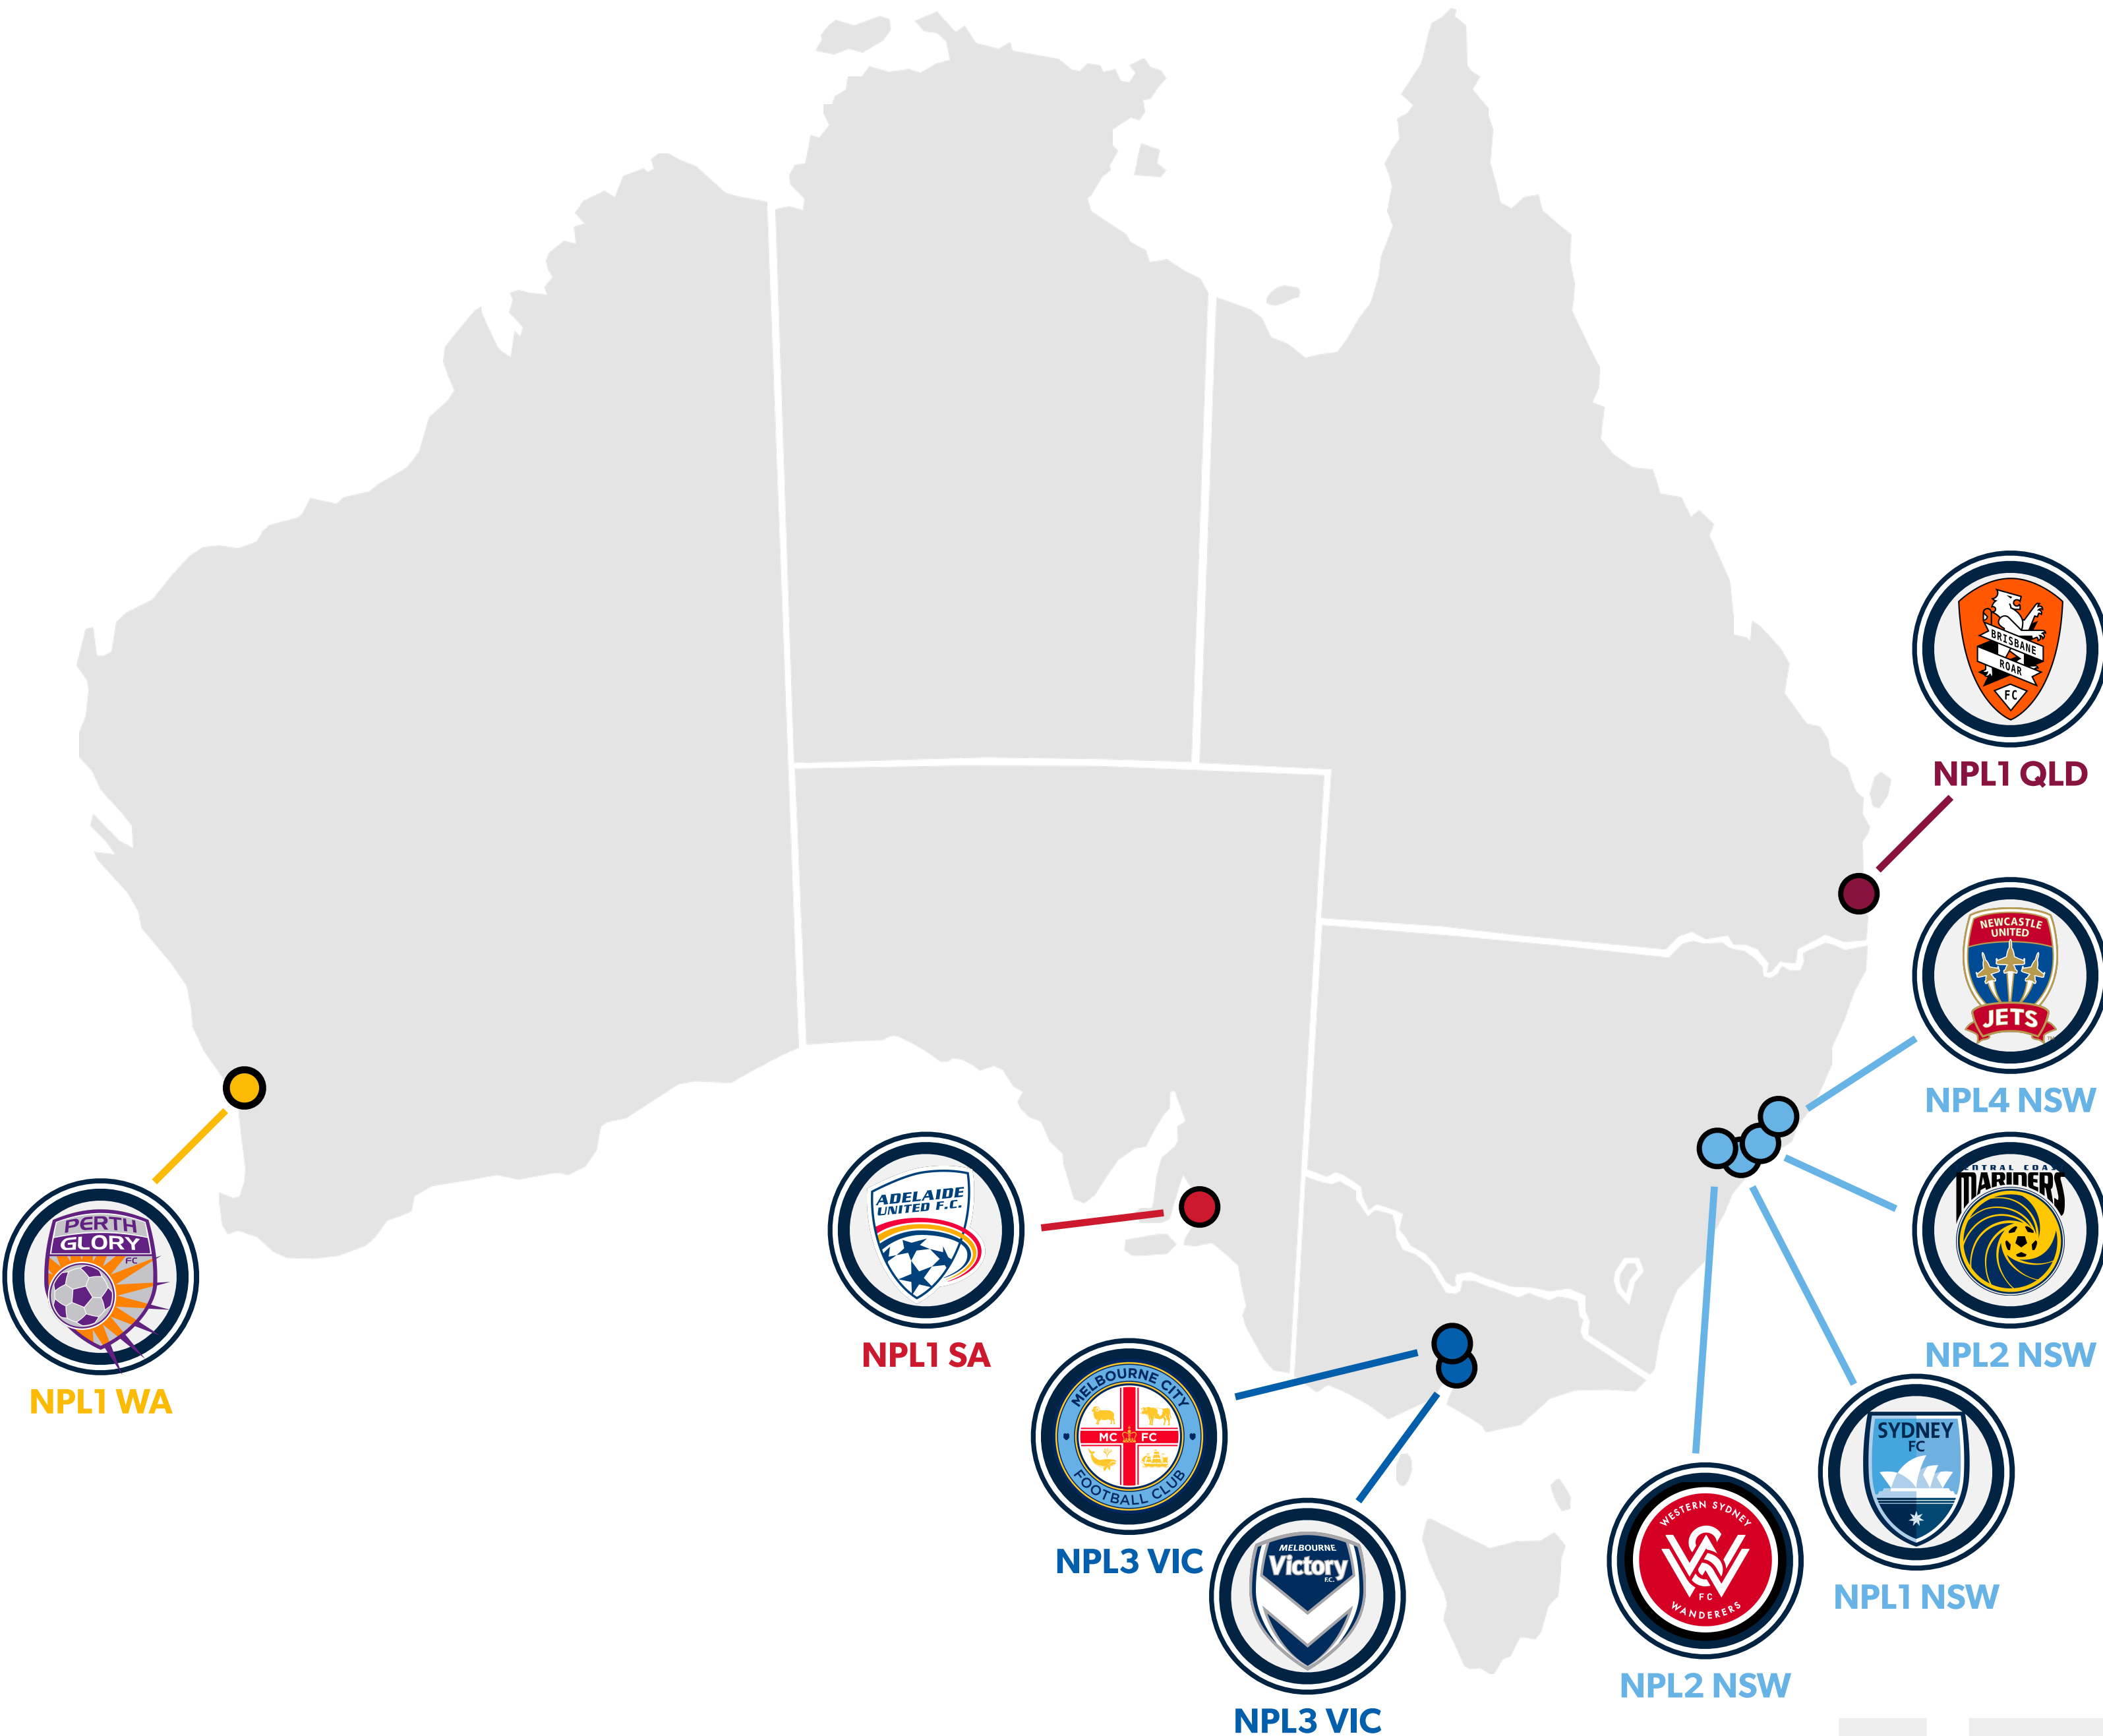 BRISBANE
ROAR
FC
NPL1 QLD
NEWCASTLE
UNITED
JETS
NPL4 NSW
MARINERS
NPL2 NSW
PERTH
GLORY
FC
NPL1 WA
ADELAIDE
UNITED F.C.
NPL1 SA
MELBOURNE CITY
MC FC
FOOTBALL CLUB
NPL3 VIC
MELBOURNE
Victory
F.C.
NPL3 VIC
SYDNEY
FC
NPL1 NSW
WESTERN SYDNEY
FC
WANDERERS
NPL2 NSW